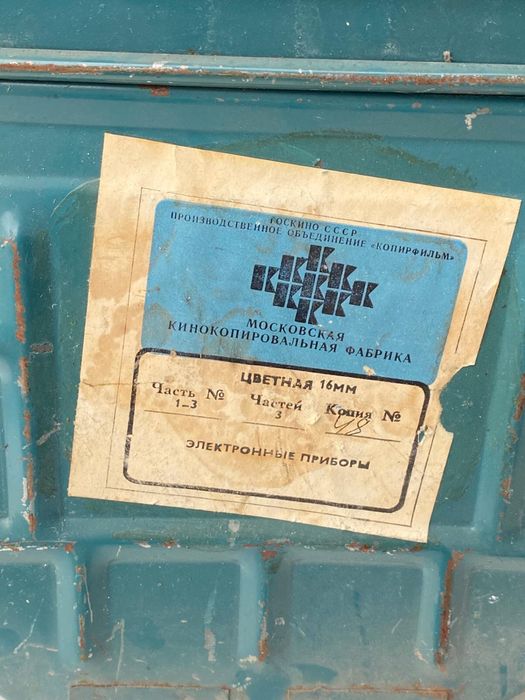 ГОСКИНО СССР
ПРОИЗВОДСТВЕННОЕ ОБЪЕДИНЕНИЕ «КОПИРФИЛЬМ»
МОСКОВСКАЯ
КИНОКОПИРОВАЛЬНАЯ ФАБРИКА
ЦВЕТНАЯ 16ММ
Часть № Частей Копия №
1-3 3 48
ЭЛЕКТРОННЫЕ ПРИБОРЫ